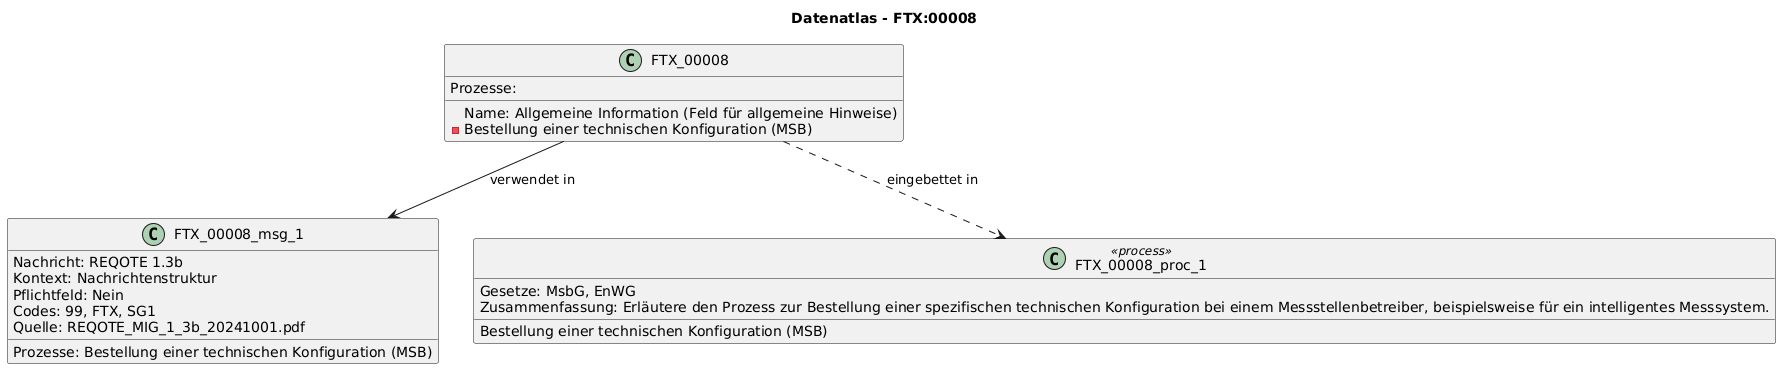 Datenatlas - FTX:00008
C FTX_00008
Prozesse:
Name: Allgemeine Information (Feld für allgemeine Hinweise)
Bestellung einer technischen Konfiguration (MSB)
verwendet in
eingebettet in
C FTX_00008_msg_1
Nachricht: REQOTE 1.3b
Kontext: Nachrichtenstruktur
Pflichtfeld: Nein
Codes: 99, FTX, SG1
Quelle: REQOTE_MIG_1_3b_20241001.pdf
Prozesse: Bestellung einer technischen Konfiguration (MSB)
«process»
C FTX_00008_proc_1
Gesetze: MsbG, EnWG
Zusammenfassung: Erläutere den Prozess zur Bestellung einer spezifischen technischen Konfiguration bei einem Messstellenbetreiber, beispielsweise für ein intelligentes Messsystem.
Bestellung einer technischen Konfiguration (MSB)